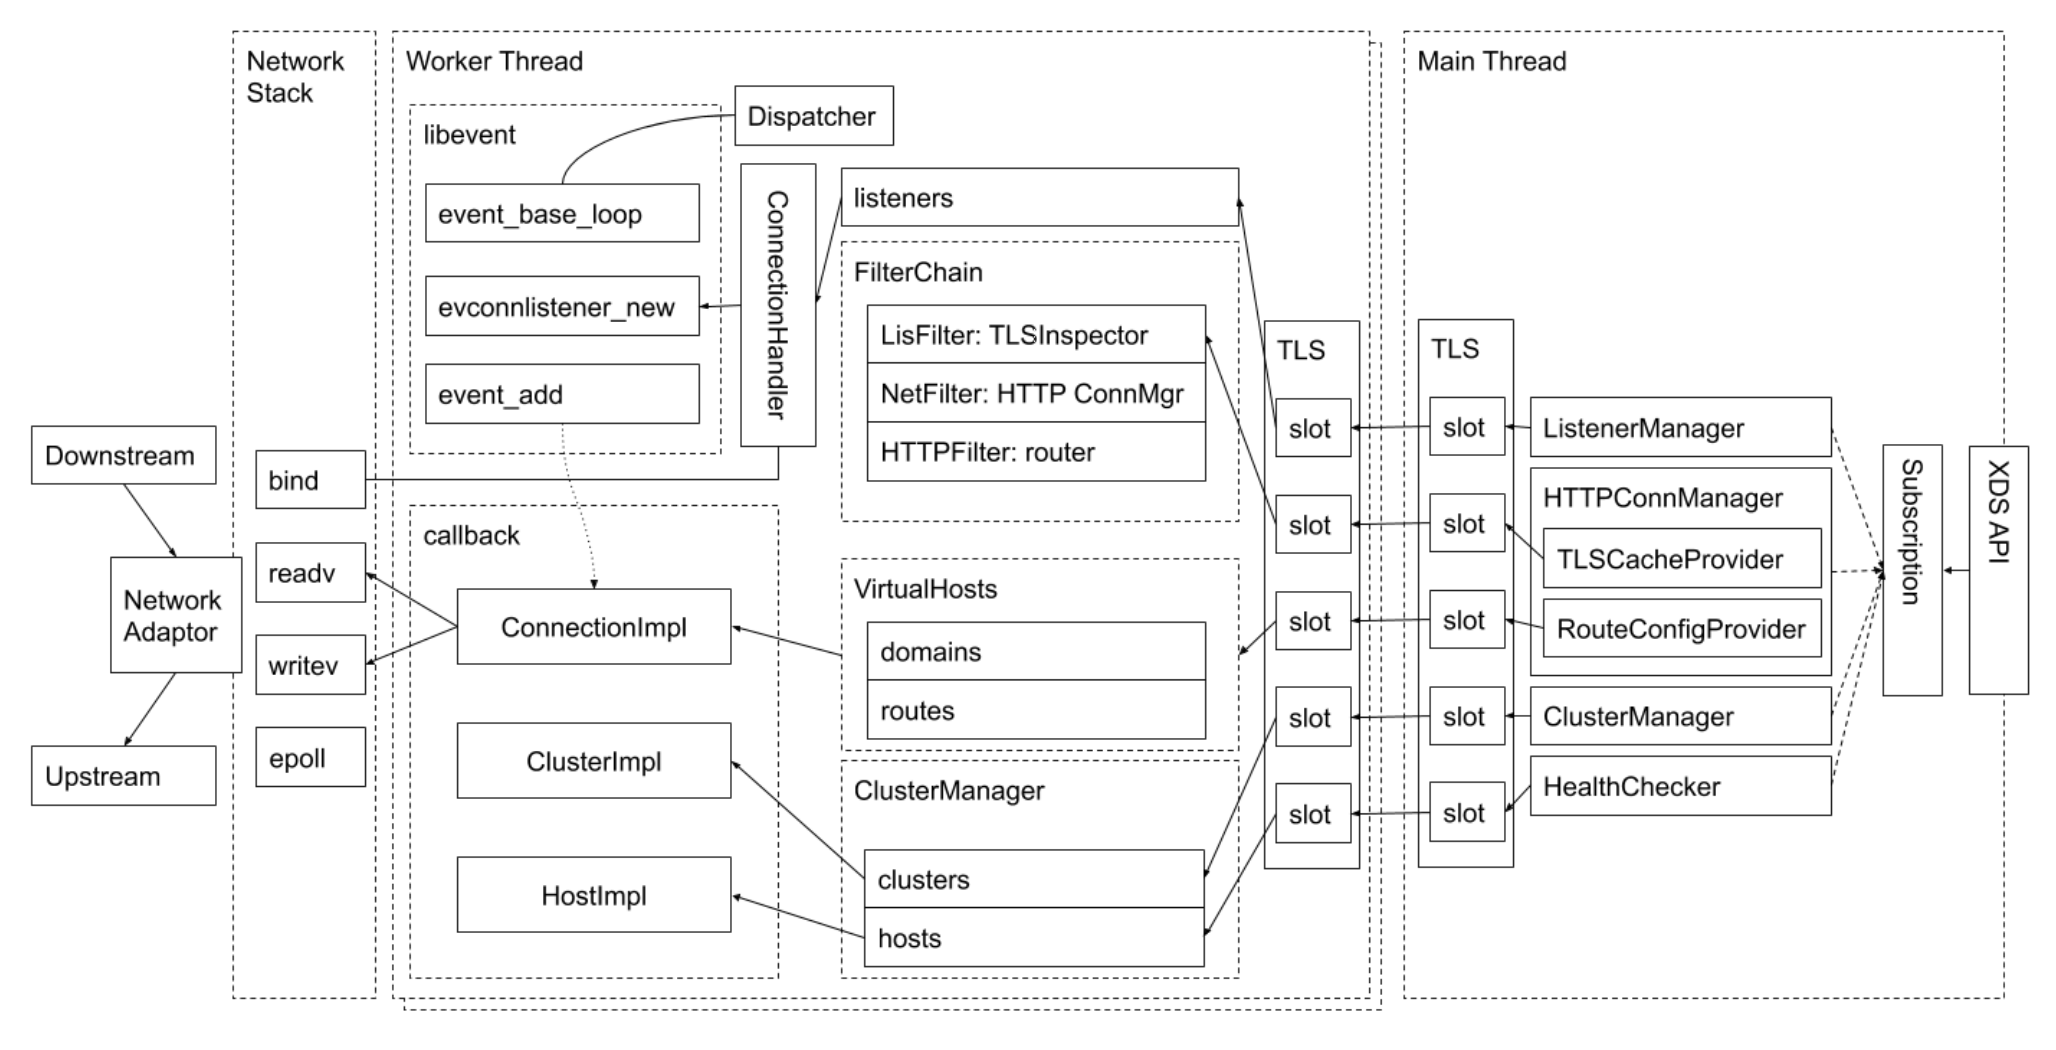 Network
Stack
Worker Thread
Main Thread
libevent
Dispatcher
event_base_loop
evconnlistener_new
event_add
ConnectionHandler
listeners
FilterChain
LisFilter: TLSInspector
NetFilter: HTTP ConnMgr
HTTPFilter: router
TLS
slot
slot
slot
slot
slot
TLS
slot
slot
slot
slot
slot
ListenerManager
HTTPConnManager
TLSCacheProvider
RouteConfigProvider
ClusterManager
HealthChecker
Subscription
XDS API
Downstream
Network
Adaptor
Upstream
bind
readv
writev
epoll
callback
ConnectionImpl
ClusterImpl
HostImpl
VirtualHosts
domains
routes
ClusterManager
clusters
hosts